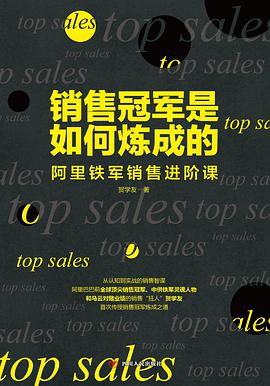 top sales
top sales
top sales
销售冠军是
如何炼成的
top sales
阿里铁军销售进阶课
贺学友 — 著
top sales
top sales
从认知到实战的销售智课
阿里巴巴前全球顶尖销售冠军、中供铁军灵魂人物
和马云对赌业绩的销售“狂人”贺学友
首次传授销售冠军炼成之道
top sales
top sales